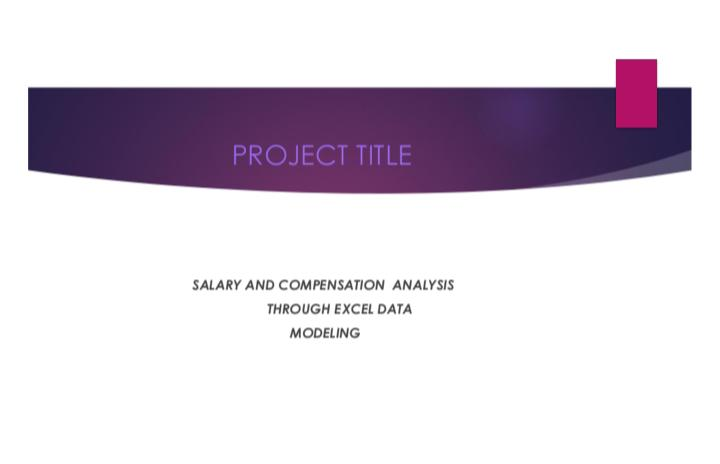 PROJECT TITLE
SALARY AND COMPENSATION ANALYSIS
THROUGH EXCEL DATA
MODELING